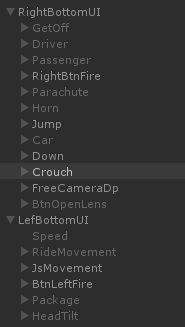 RightBottomUI
GetOff
Driver
Passenger
RightBtnFire
Parachute
Horn
Jump
Car
Down
Crouch
FreeCameraDp
BtnOpenLens
LefBottomUI
Speed
RideMovement
JsMovement
BtnLeftFire
Package
HeadTilt